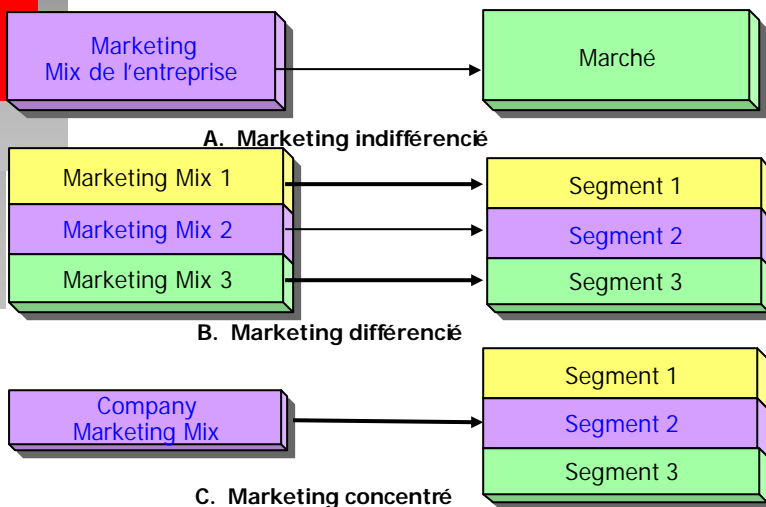 Marketing
Mix de l'entreprise
Marché
A. Marketing indifférencié
Marketing Mix 1
Segment 1
Marketing Mix 2
Segment 2
Marketing Mix 3
Segment 3
B. Marketing différencié
Segment 1
Company
Marketing Mix
Segment 2
Segment 3
C. Marketing concentré